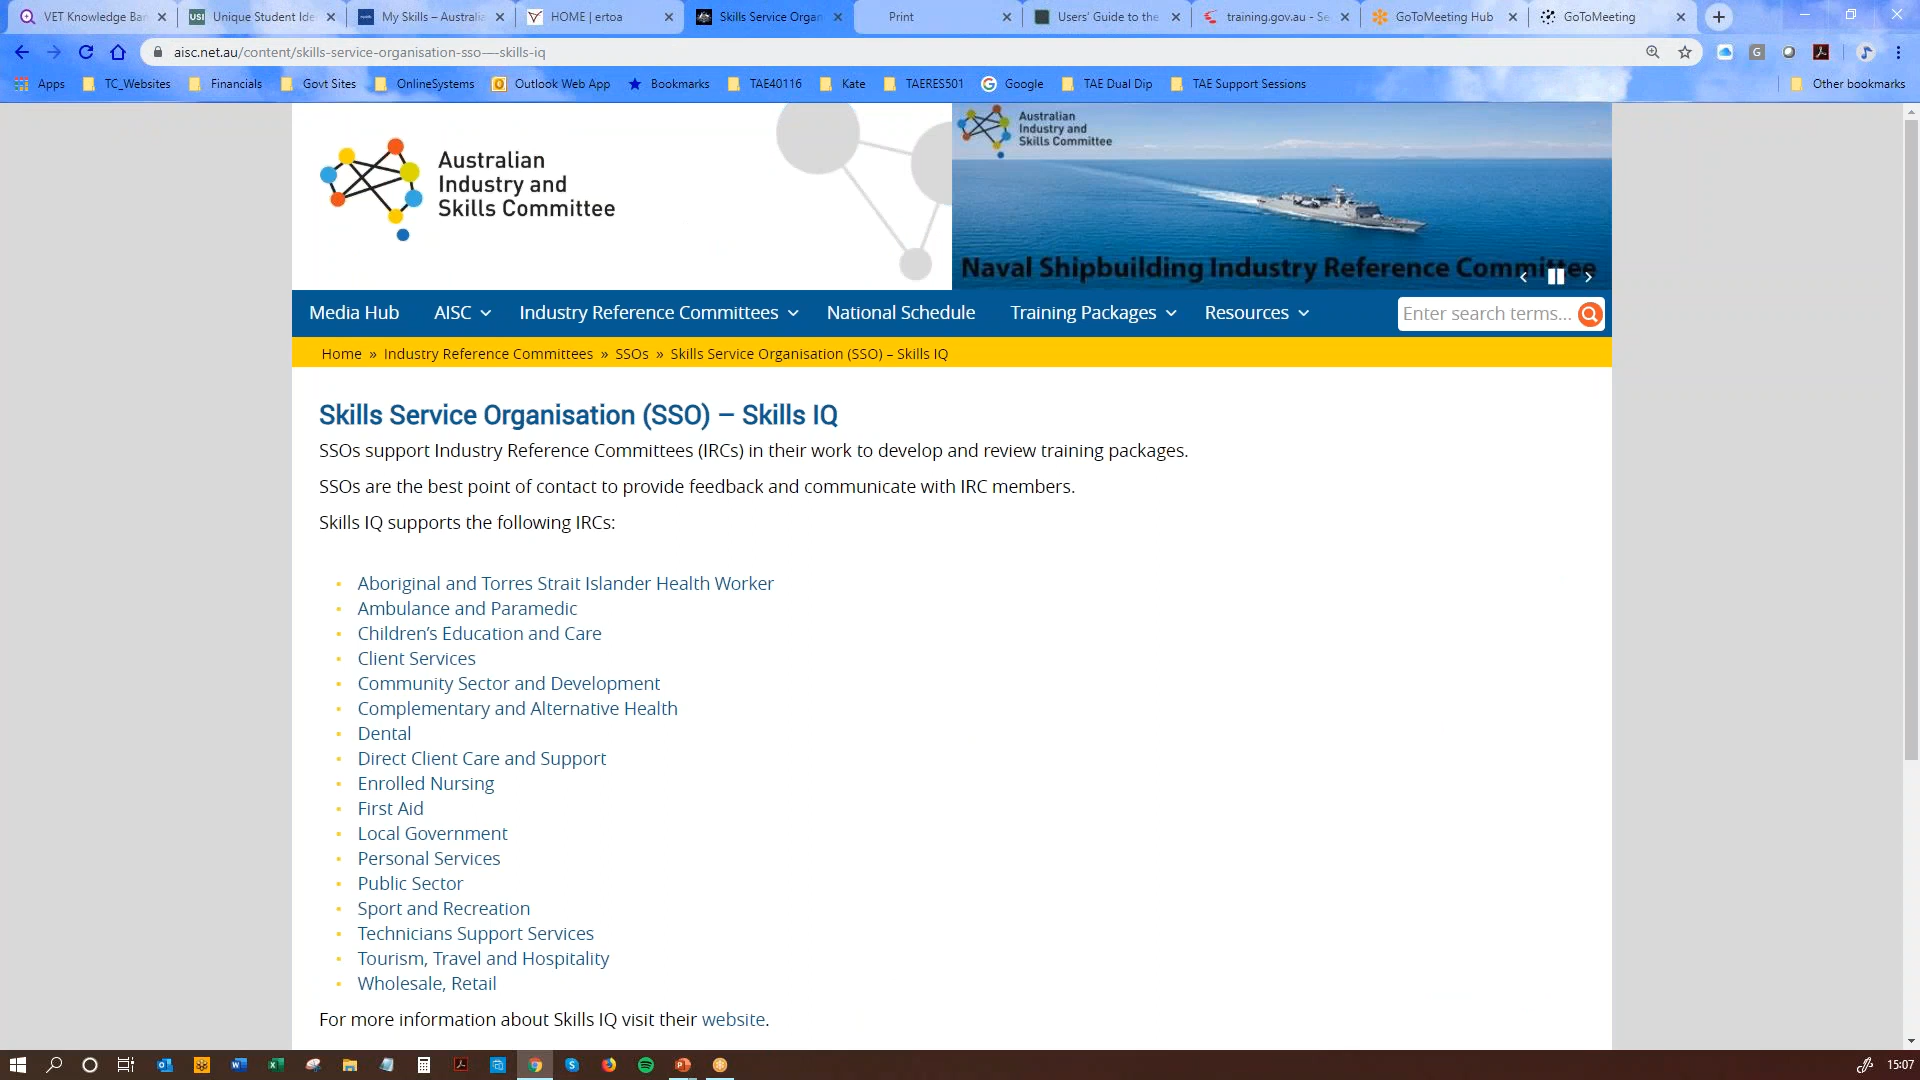 VET Knowledge Ba
Unique Student Ide
My Skills – Australia
HOME | ertoa
Skills Service Organ
Print
Users' Guide to the
training.gov.au - Se
GoToMeeting Hub
GoToMeeting
aisc.net.au/content/skills-service-organisation-sso-–-skills-iq
Apps
TC_Websites
Financials
Govt Sites
OnlineSystems
Outlook Web App
Bookmarks
TAE40116
Kate
TAERES501
Google
TAE Dual Dip
TAE Support Sessions
Other bookmarks
Australian
Industry and
Skills Committee
Australian
Industry and
Skills Committee
Naval Shipbuilding Industry Reference Committee
Media Hub
AISC
Industry Reference Committees
National Schedule
Training Packages
Resources
Enter search terms...
Home » Industry Reference Committees » SSOs » Skills Service Organisation (SSO) – Skills IQ
Skills Service Organisation (SSO) – Skills IQ
SSOs support Industry Reference Committees (IRCs) in their work to develop and review training packages.
SSOs are the best point of contact to provide feedback and communicate with IRC members.
Skills IQ supports the following IRCs:
Aboriginal and Torres Strait Islander Health Worker
Ambulance and Paramedic
Children's Education and Care
Client Services
Community Sector and Development
Complementary and Alternative Health
Dental
Direct Client Care and Support
Enrolled Nursing
First Aid
Local Government
Personal Services
Public Sector
Sport and Recreation
Technicians Support Services
Tourism, Travel and Hospitality
Wholesale, Retail
For more information about Skills IQ visit their website.
15:07